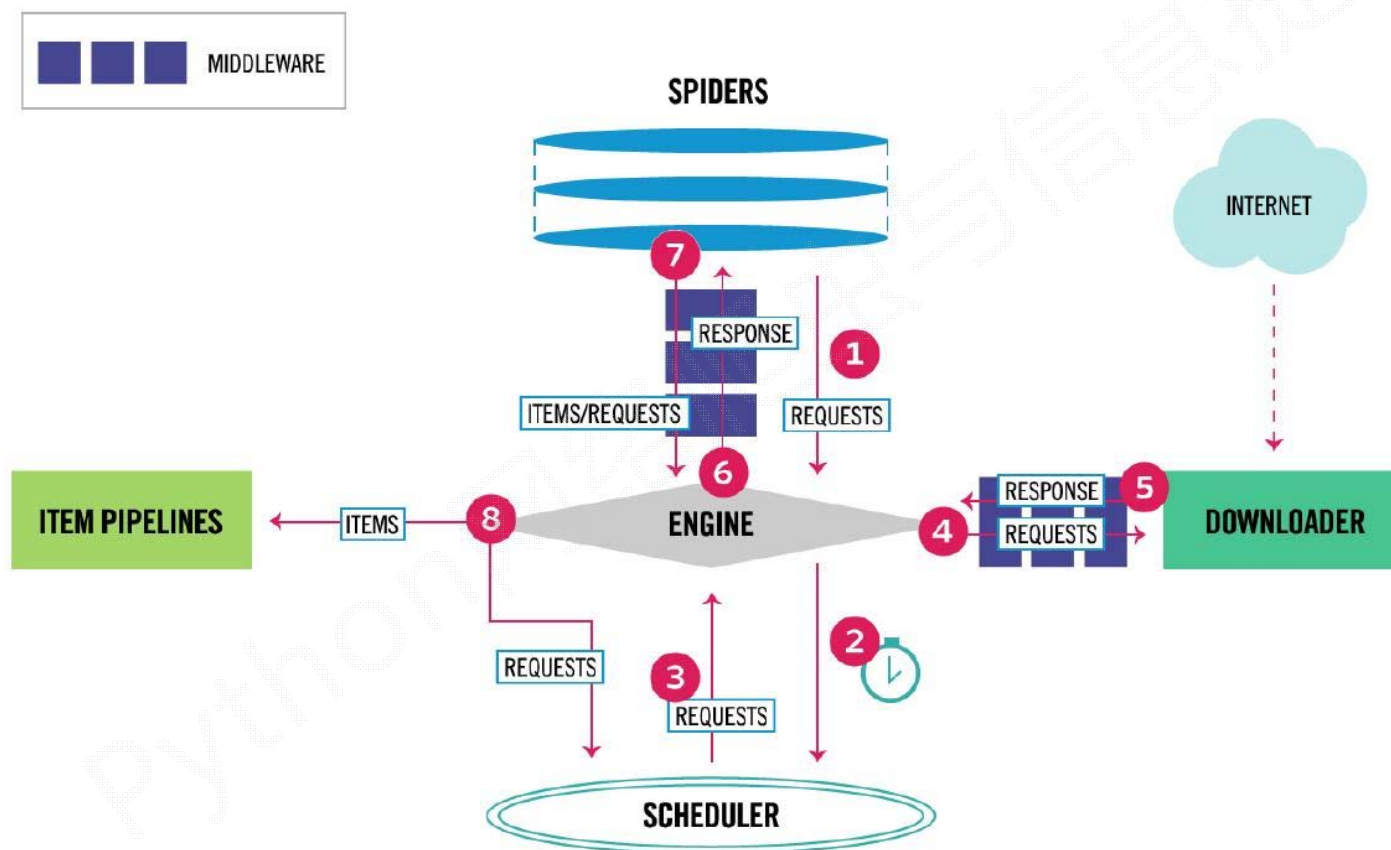 MIDDLEWARE
SPIDERS
INTERNET
7
RESPONSE
1
ITEMS/REQUESTS
REQUESTS
6
5
RESPONSE
ITEM PIPELINES
ITEMS
8
ENGINE
4
REQUESTS
DOWNLOADER
2
REQUESTS
3
REQUESTS
SCHEDULER